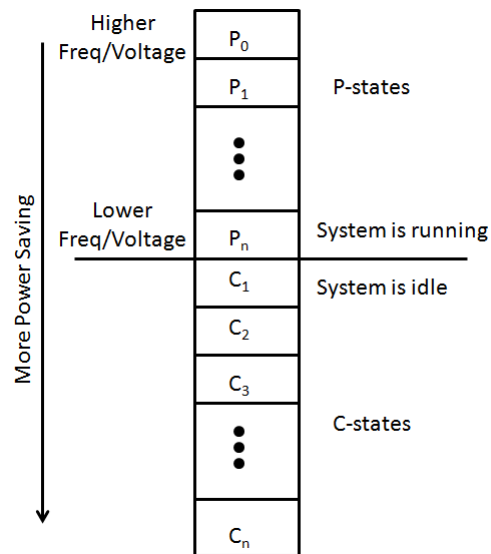 Higher
Freq/Voltage
P₀
P₁
P-states
Lower
Freq/Voltage
Pₙ
System is running
C₁
System is idle
C₂
C₃
C-states
Cₙ
More Power Saving